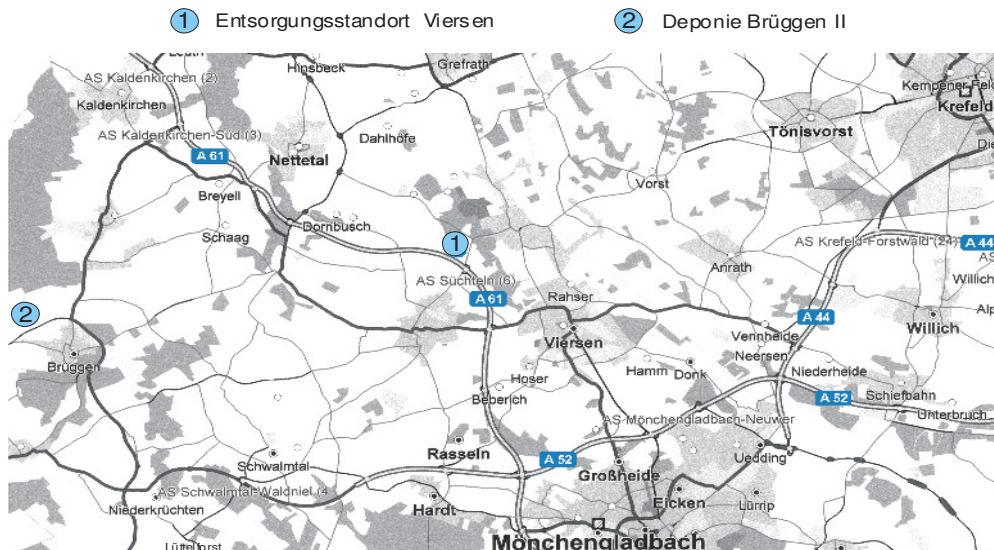 1 Entsorgungsstandort Viersen
2 Deponie Brüggen II
Hinsbeck
Grefrath
AS Kaldenkirchen (2)
Kaldenkirchen
Kempener Feld
Krefeld
AS Kaldenkirchen-Süd (3)
Dahlhöfe
Tönisvorst
A 61
Nettetal
Vorst
Breyell
Dornbusch
Schaag
1
AS Krefeld-Forstwald (24)
A 44
AS
Anrath
AS Süchteln (6)
Willich
A 61
Rahser
2
A 44
Willich
Viersen
Vennheide
Neersen
Brüggen
Hoser
Hamm
Donk
Niederheide
Beberich
A 52
Schiefbahn
AS Mönchengladbach-Neuwer
Unterbruch
Rasseln
Uedding
A 52
Schwalmtal
Großheide
AS Schwalmtal-Waldniel (4
Niederkrüchten
Hardt
Eicken
Lürrip
Mönchengladbach